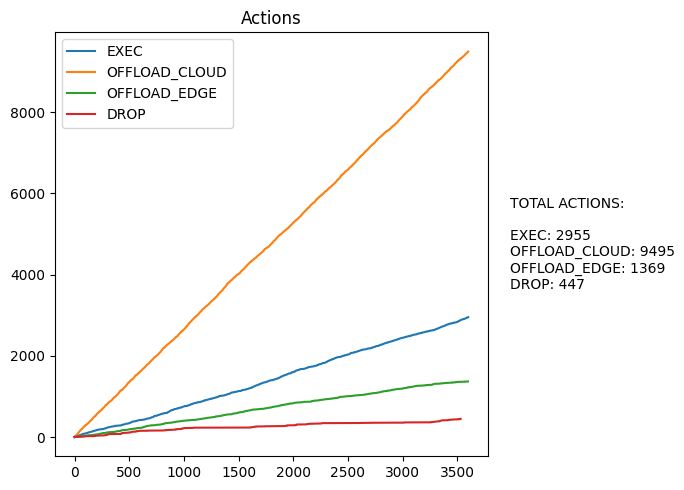 Actions
EXEC
OFFLOAD_CLOUD
OFFLOAD_EDGE
DROP
8000
6000
4000
2000
0
0 500 1000 1500 2000 2500 3000 3500
TOTAL ACTIONS:
EXEC: 2955
OFFLOAD_CLOUD: 9495
OFFLOAD_EDGE: 1369
DROP: 447